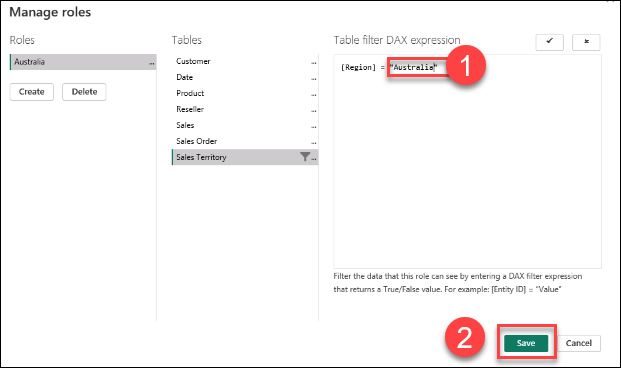 Manage roles
Roles
Tables
Table filter DAX expression
Australia
...
Create
Delete
Customer
...
Date
...
Product
...
Reseller
...
Sales
...
Sales Order
...
Sales Territory
...
[Region] = "Australia"
1
Filter the data that this role can see by entering a DAX filter expression
that returns a True/False value. For example: [Entity ID] = "Value"
2
Save
Cancel